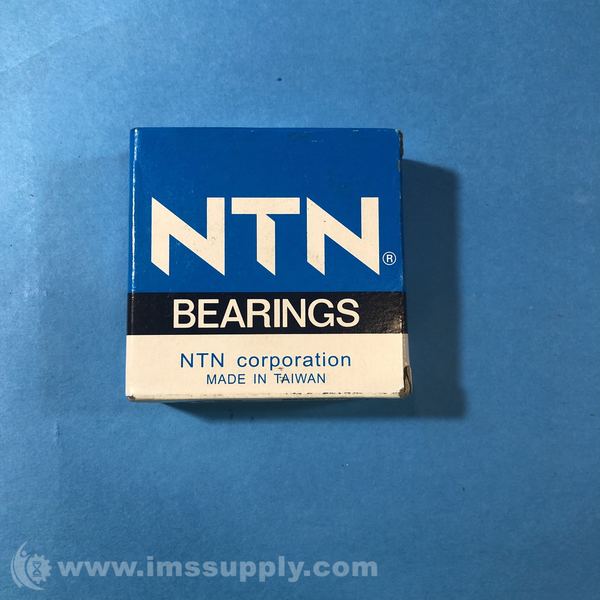 NTN®
BEARINGS
NTN corporation
MADE IN TAIWAN
www.imssupply.com